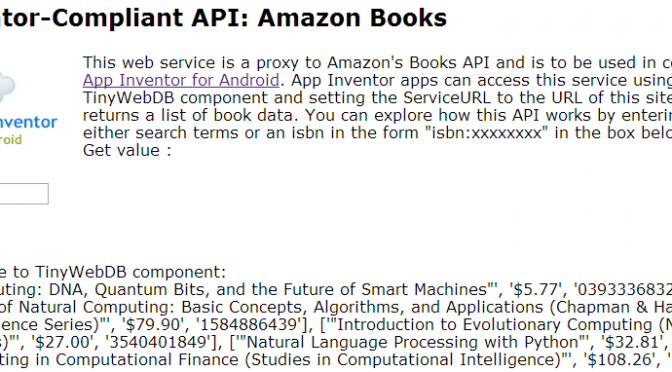 ntor-Compliant API: Amazon Books
This web service is a proxy to Amazon's Books API and is to be used in c
App Inventor for Android. App Inventor apps can access this service using
TinyWebDB component and setting the ServiceURL to the URL of this site
returns a list of book data. You can explore how this API works by enterin
either search terms or an isbn in the form "isbn:xxxxxxxx" in the box belo
Get value :
nventor
roid
e to TinyWebDB component:
uting: DNA, Quantum Bits, and the Future of Smart Machines"', '$5.77', '0393336832
of Natural Computing: Basic Concepts, Algorithms, and Applications (Chapman & Ha
ience Series)"', '$79.90', '1584886439'], ['"Introduction to Evolutionary Computing (N
s)"', '$27.00', '3540401849'], ['"Natural Language Processing with Python"', '$32.81',
ting in Computational Finance (Studies in Computational Intelligence)"', '$108.26', '